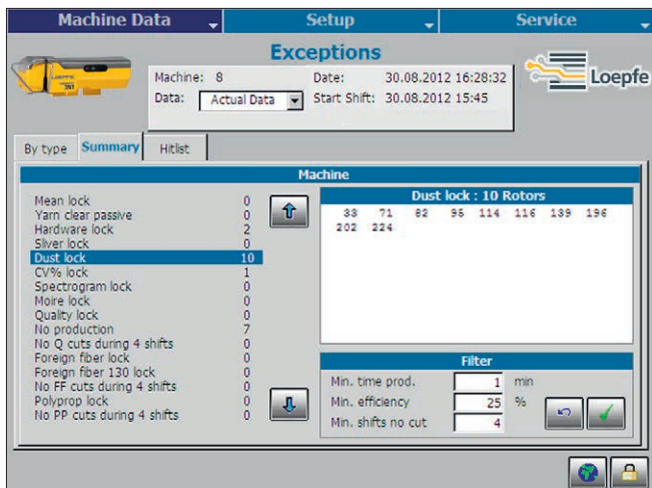 Machine Data Setup Service
Exceptions
Machine: 8 Date: 30.08.2012 16:28:32
Data: Actual Data Start Shift: 30.08.2012 15:45
LOEPFE
Loepfe
By type Summary Hitlist
Machine
Mean lock 0
Yarn clear passive 0
Hardware lock 2
Sliver lock 0
Dust lock 10
CV% lock 1
Spectrogram lock 0
Moire lock 0
Quality lock 0
No production 7
No Q cuts during 4 shifts 0
Foreign fiber lock 0
Foreign fiber 130 lock 0
No FF cuts during 4 shifts 0
Polyprop lock 0
No PP cuts during 4 shifts 0
Dust lock : 10 Rotors
33 71 82 95 114 116 139 196
202 224
Filter
Min. time prod. 1 min
Min. efficiency 25 %
Min. shifts no cut 4